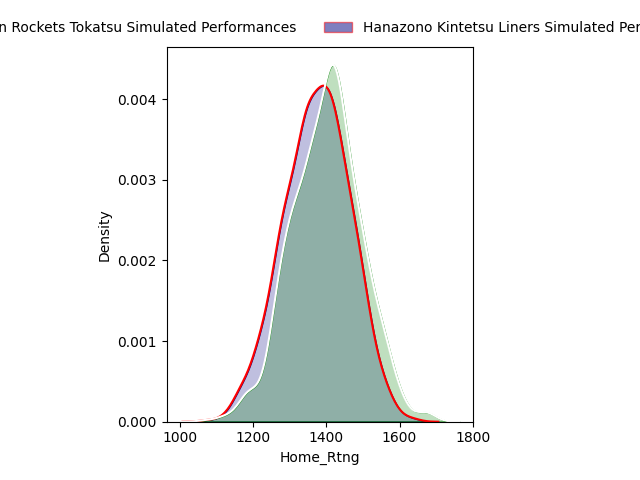 Rockets Tokatsu Simulated Performances
Hanazono Kintetsu Liners Simulated
0.004
0.003
0.002
0.001
0.000
Density
1000 1200 1400 1600 1800
Home_Rtng